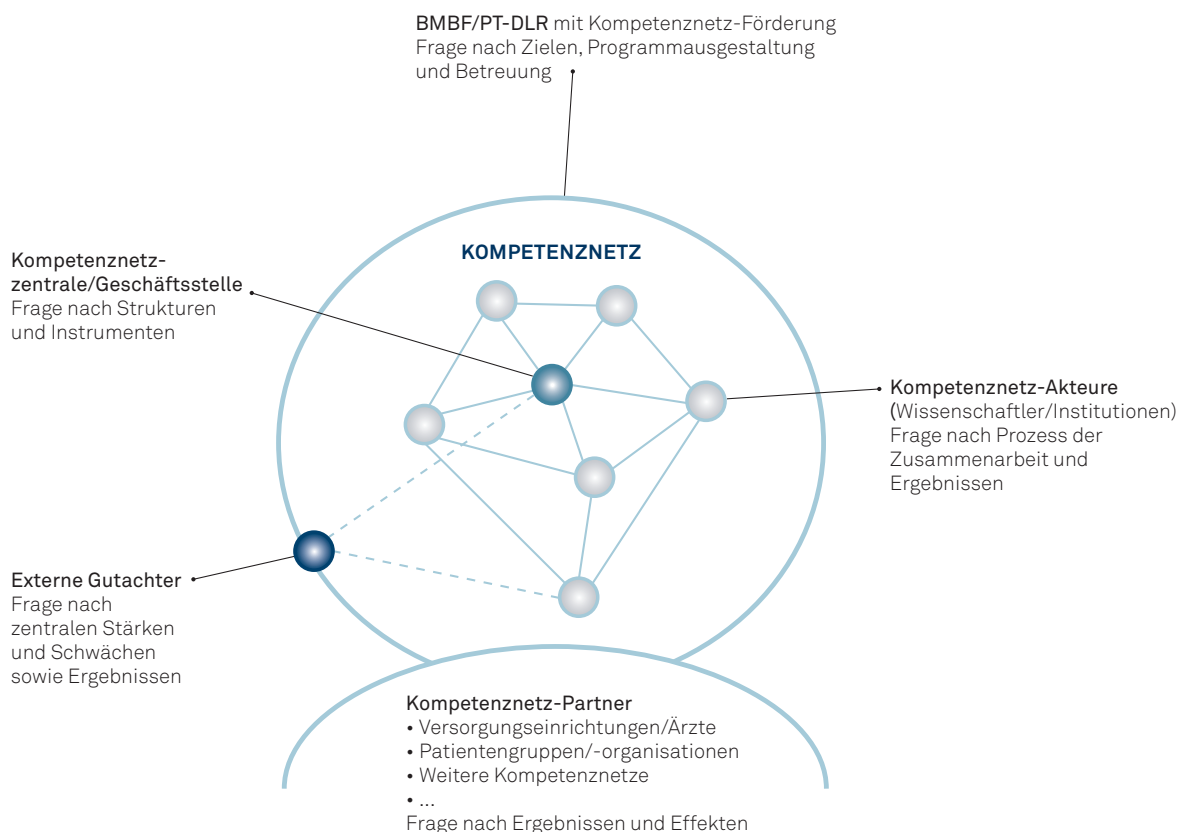 BMBF/PT-DLR mit Kompetenznetz-Förderung
Frage nach Zielen, Programmausgestaltung
und Betreuung
KOMPETENZNETZ
Kompetenznetz-
zentrale/Geschäftsstelle
Frage nach Strukturen
und Instrumenten
Kompetenznetz-Akteure
(Wissenschaftler/Institutionen)
Frage nach Prozess der
Zusammenarbeit und
Ergebnissen
Externe Gutachter
Frage nach
zentralen Stärken
und Schwächen
sowie Ergebnissen
Kompetenznetz-Partner
• Versorgungseinrichtungen/Ärzte
• Patientengruppen/-organisationen
• Weitere Kompetenznetze
• ...
Frage nach Ergebnissen und Effekten